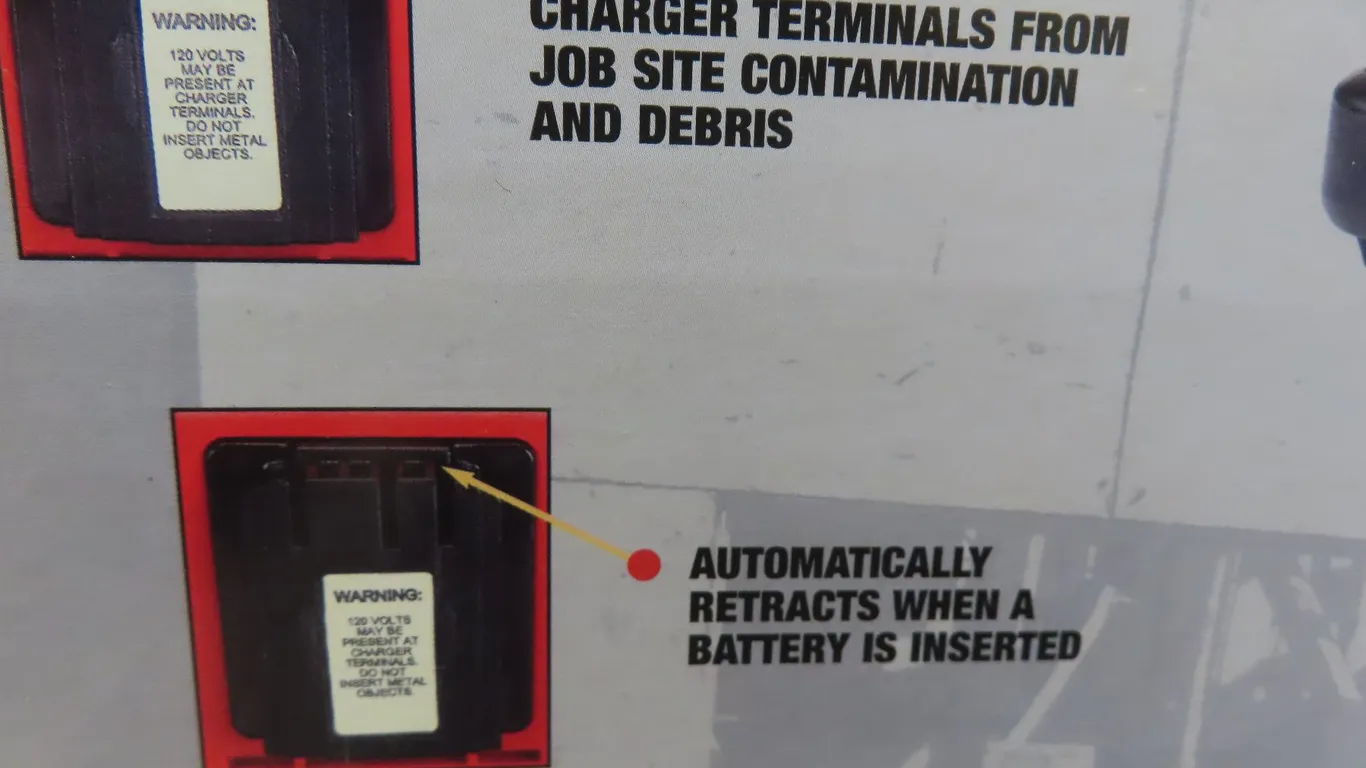 WARNING:
120 VOLTS
MAY BE
PRESENT AT
CHARGER
TERMINALS.
DO NOT
INSERT METAL
OBJECTS.
CHARGER TERMINALS FROM
JOB SITE CONTAMINATION
AND DEBRIS
WARNING:
120 VOLTS
MAY BE
PRESENT AT
CHARGER
TERMINALS.
DO NOT
INSERT METAL
OBJECTS.
AUTOMATICALLY
RETRACTS WHEN A
BATTERY IS INSERTED